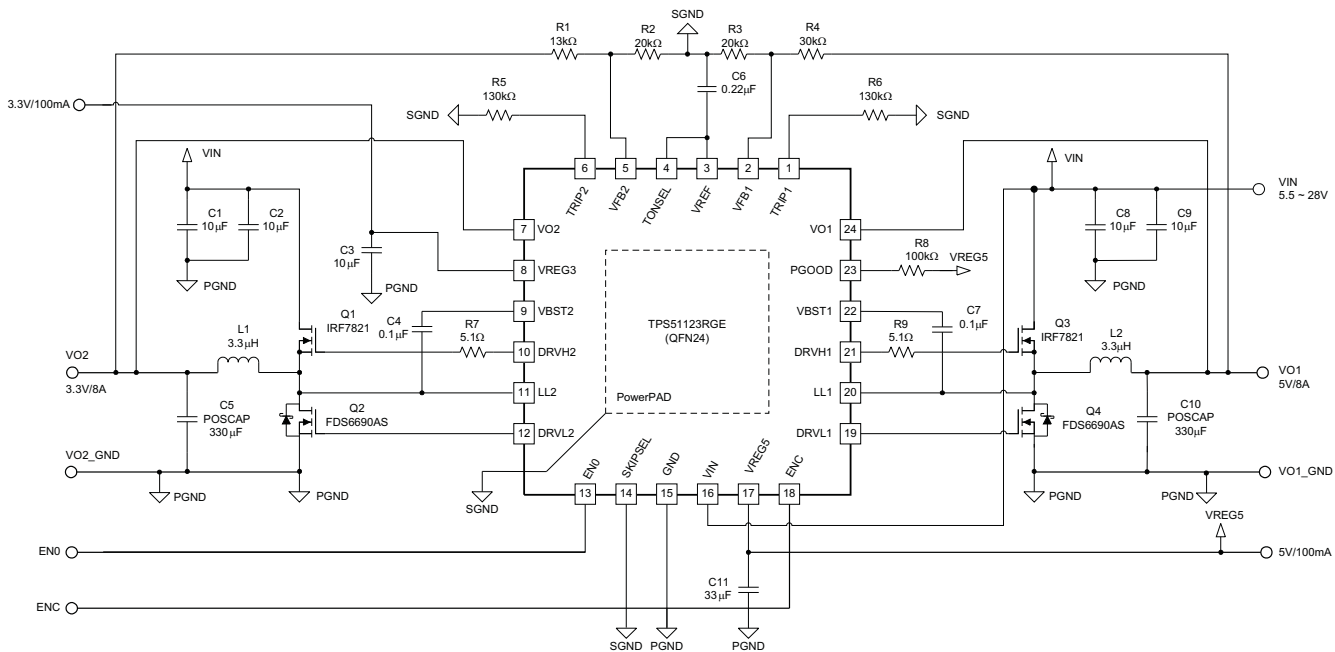 SGND
R1
13kΩ
R2
20kΩ
R3
20kΩ
R4
30kΩ
C6
0.22µF
R5
130kΩ
R6
130kΩ
3.3V/100mA
SGND
SGND
VIN
6
5
4
3
2
1
TRIP2
VFB2
TONSEL
VREF
VFB1
TRIP1
VIN
VIN
5.5 ~ 28V
C1
10µF
C2
10µF
C3
10µF
PGND
PGND
7
VO2
8
VREG3
9
VBST2
10
DRVH2
11
LL2
12
DRVL2
VO1
24
PGOOD
23
VBST1
22
DRVH1
21
LL1
20
DRVL1
19
R8
100kΩ
VREG5
C8
10µF
C9
10µF
PGND
TPS51123RGE
(QFN24)
PowerPAD
Q1
IRF7821
C4
0.1µF
R7
5.1Ω
L1
3.3µH
VO2
3.3V/8A
C5
POSCAP
330µF
Q2
FDS6690AS
VO2_GND
PGND
PGND
SGND
C7
0.1µF
R9
5.1Ω
Q3
IRF7821
L2
3.3µH
VO1
5V/8A
Q4
FDS6690AS
C10
POSCAP
330µF
VO1_GND
PGND
PGND
EN0
SKIPSEL
GND
VIN
VREG5
ENC
13
14
15
16
17
18
VREG5
EN0
5V/100mA
C11
33µF
ENC
SGND
PGND
PGND